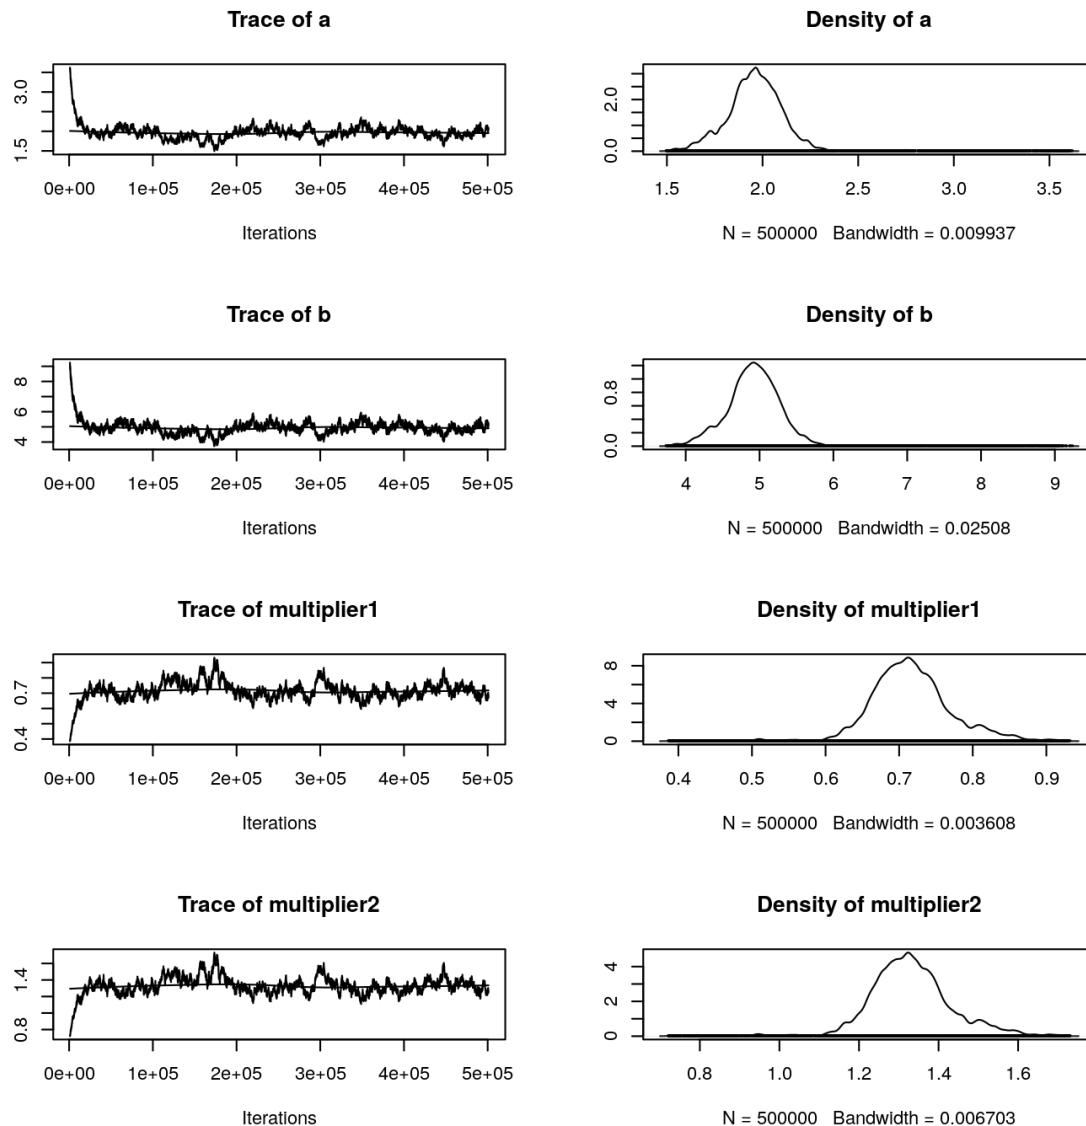 Trace of a
3.0
1.5
0e+00 1e+05 2e+05 3e+05 4e+05 5e+05
Iterations
Density of a
2.0
0.0
1.5 2.0 2.5 3.0 3.5
N = 500000 Bandwidth = 0.009937
Trace of b
8
6
4
0e+00 1e+05 2e+05 3e+05 4e+05 5e+05
Iterations
Density of b
0.8
0.0
4 5 6 7 8 9
N = 500000 Bandwidth = 0.02508
Trace of multiplier1
0.7
0.4
0e+00 1e+05 2e+05 3e+05 4e+05 5e+05
Iterations
Density of multiplier1
8
4
0
0.4 0.5 0.6 0.7 0.8 0.9
N = 500000 Bandwidth = 0.003608
Trace of multiplier2
1.4
0.8
0e+00 1e+05 2e+05 3e+05 4e+05 5e+05
Iterations
Density of multiplier2
4
2
0
0.8 1.0 1.2 1.4 1.6
N = 500000 Bandwidth = 0.006703